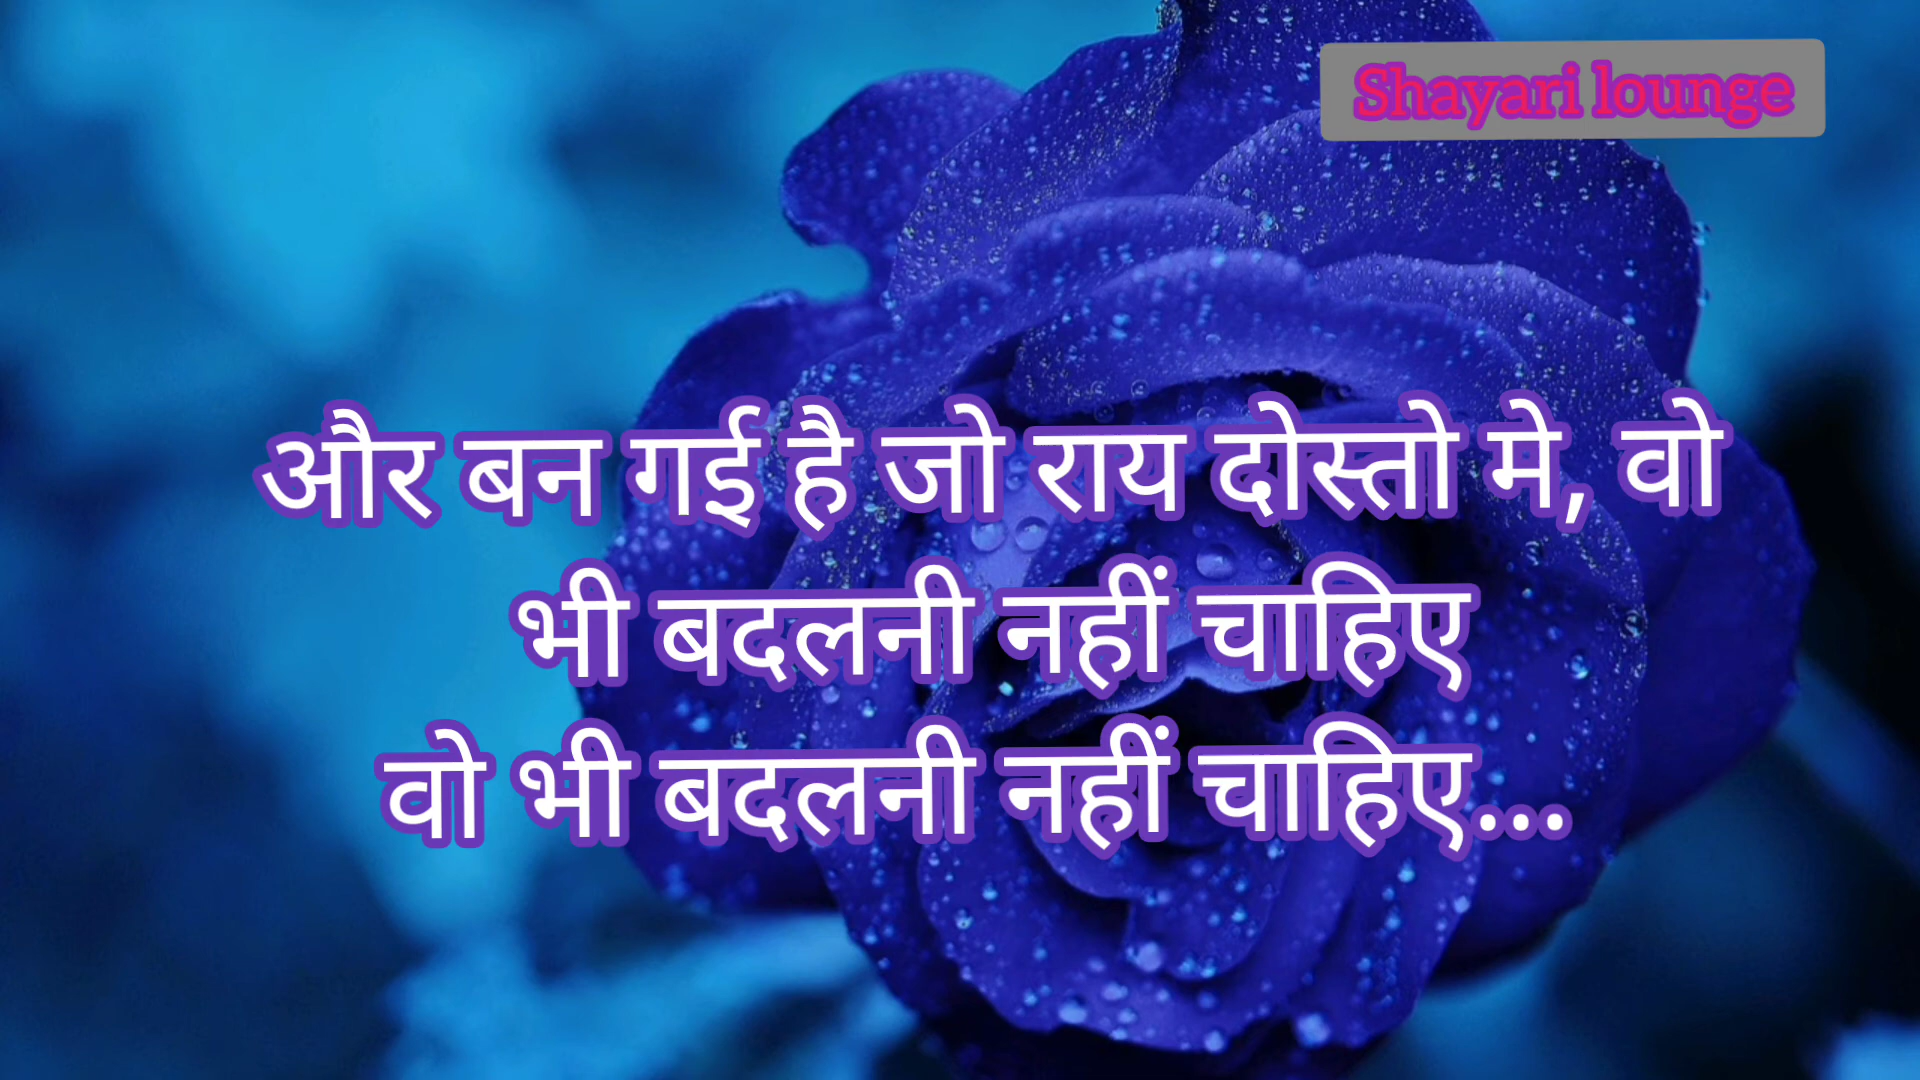 Shayari lounge
और बन गई है जो राय दोस्तो मे, वो
भी बदलनी नहीं चाहिए
वो भी बदलनी नहीं चाहिए...